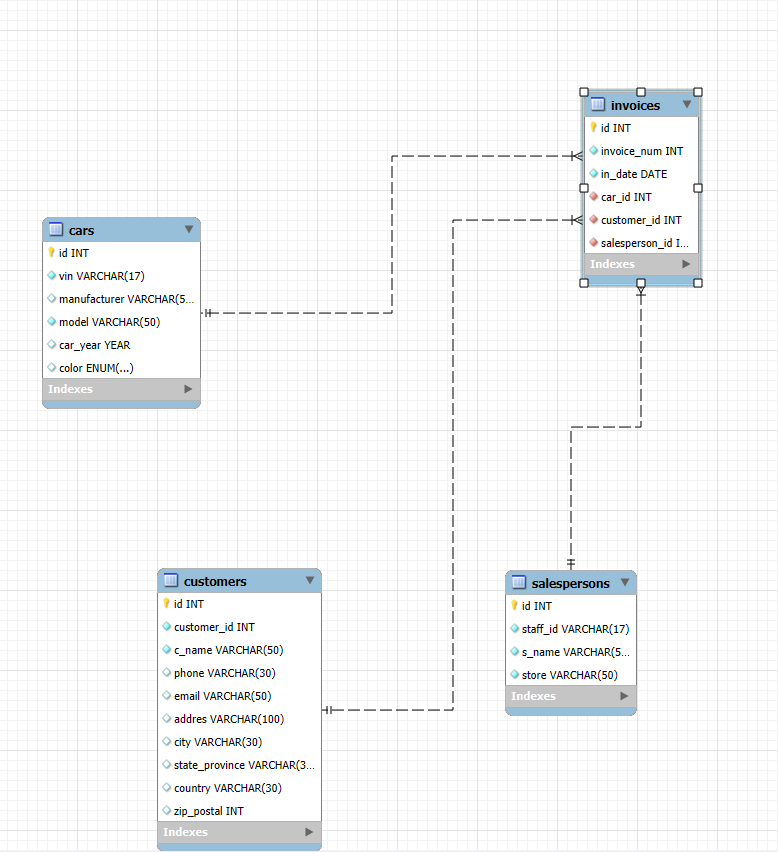 invoices
id INT
invoice_num INT
in_date DATE
car_id INT
customer_id INT
salesperson_id I...
Indexes
cars
id INT
vin VARCHAR(17)
manufacturer VARCHAR(5...
model VARCHAR(50)
car_year YEAR
color ENUM(...)
Indexes
customers
id INT
customer_id INT
c_name VARCHAR(50)
phone VARCHAR(30)
email VARCHAR(50)
addres VARCHAR(100)
city VARCHAR(30)
state_province VARCHAR(3...
country VARCHAR(30)
zip_postal INT
Indexes
salespersons
id INT
staff_id VARCHAR(17)
s_name VARCHAR(5...
store VARCHAR(50)
Indexes